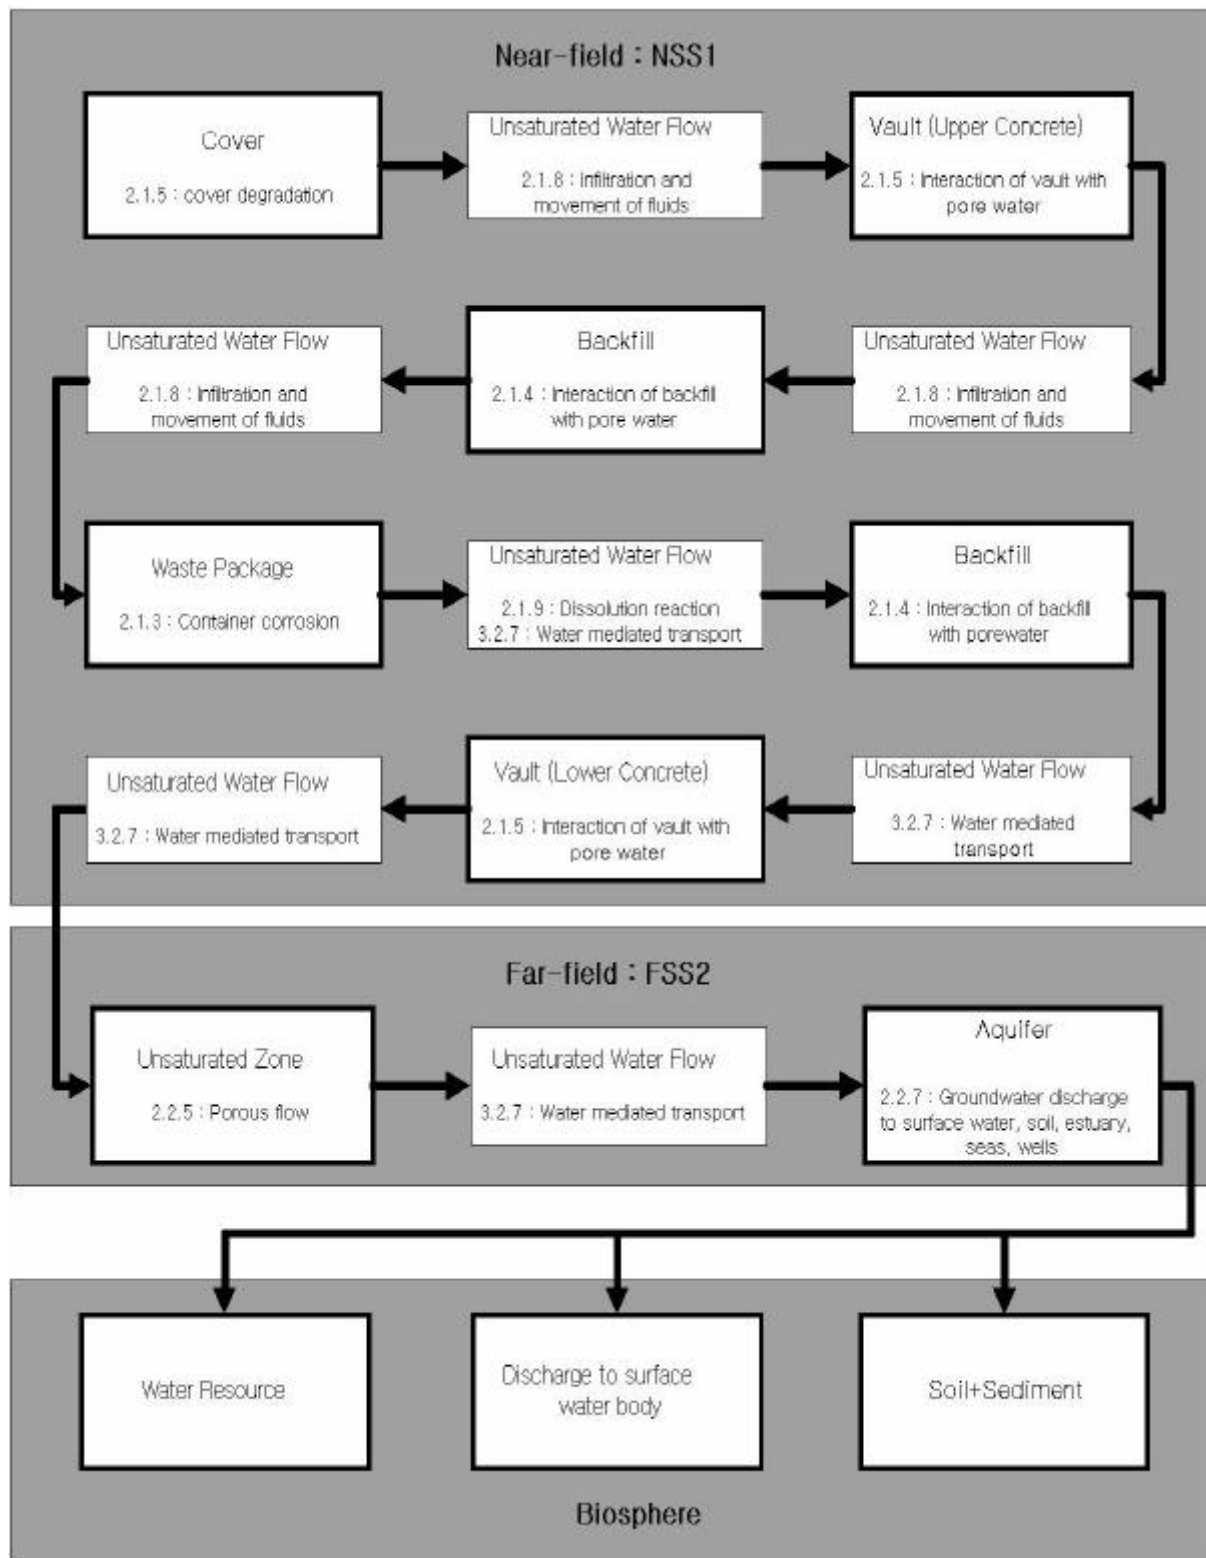 Near-field : NSS1
Cover
2.1.5 : cover degradation
Unsaturated Water Flow
2.1.8 : Infiltration and
movement of fluids
Vault (Upper Concrete)
2.1.5 : Interaction of vault with
pore water
Unsaturated Water Flow
2.1.8 : Infiltration and
movement of fluids
Backfill
2.1.4 : Interaction of backfill
with pore water
Unsaturated Water Flow
2.1.8 : Infiltration and
movement of fluids
Waste Package
2.1.3 : Container corrosion
Unsaturated Water Flow
2.1.9 : Dissolution reaction
3.2.7 : Water mediated transport
Backfill
2.1.4 : Interaction of backfill
with porewater
Unsaturated Water Flow
3.2.7 : Water mediated transport
Vault (Lower Concrete)
2.1.5 : Interaction of vault with
pore water
Unsaturated Water Flow
3.2.7 : Water mediated
transport
Far-field : FSS2
Unsaturated Zone
2.2.5 : Porous flow
Unsaturated Water Flow
3.2.7 : Water mediated transport
Aquifer
2.2.7 : Groundwater discharge
to surface water, soil, estuary,
seas, wells
Water Resource
Discharge to surface
water body
Soil+Sediment
Biosphere